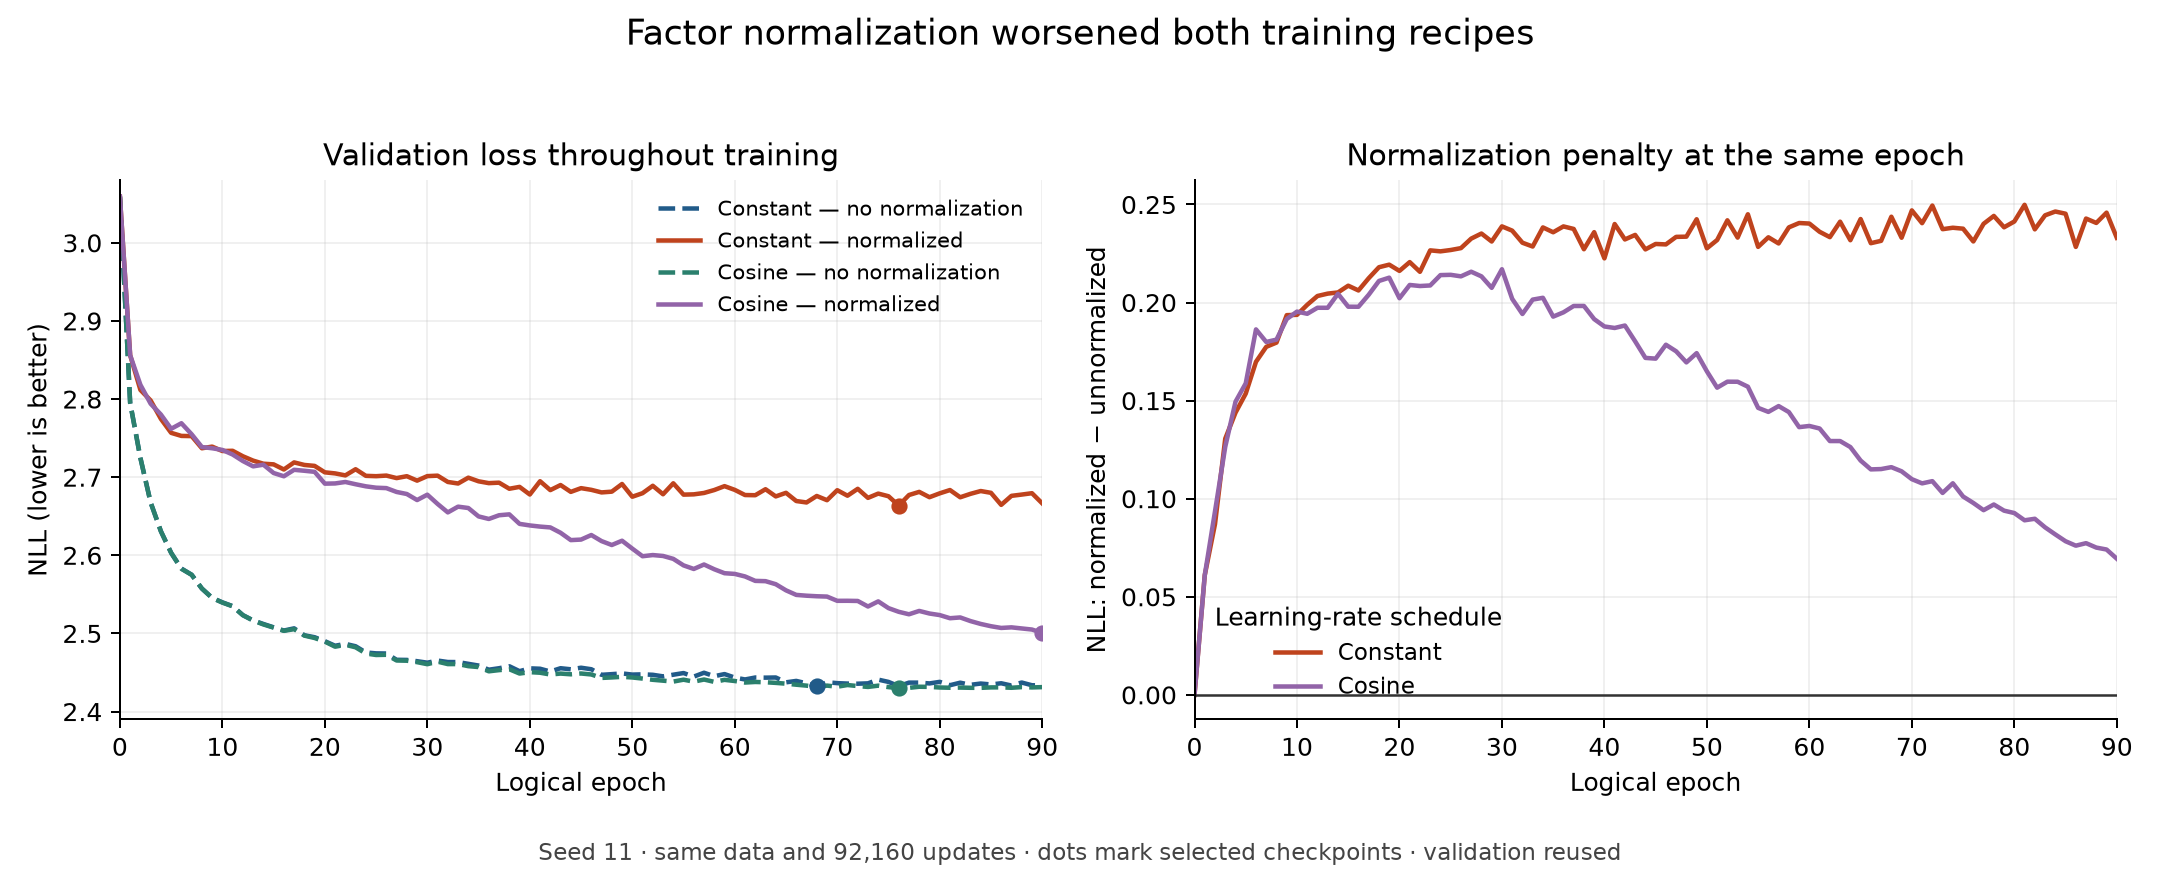 Factor normalization worsened both training recipes
Validation loss throughout training
NLL (lower is better)
3.0
2.9
2.8
2.7
2.6
2.5
2.4
Constant — no normalization
Constant — normalized
Cosine — no normalization
Cosine — normalized
0 10 20 30 40 50 60 70 80 90
Logical epoch
Normalization penalty at the same epoch
NLL: normalized − unnormalized
0.25
0.20
0.15
0.10
0.05
0.00
Learning-rate schedule
Constant
Cosine
0 10 20 30 40 50 60 70 80 90
Logical epoch
Seed 11 · same data and 92,160 updates · dots mark selected checkpoints · validation reused